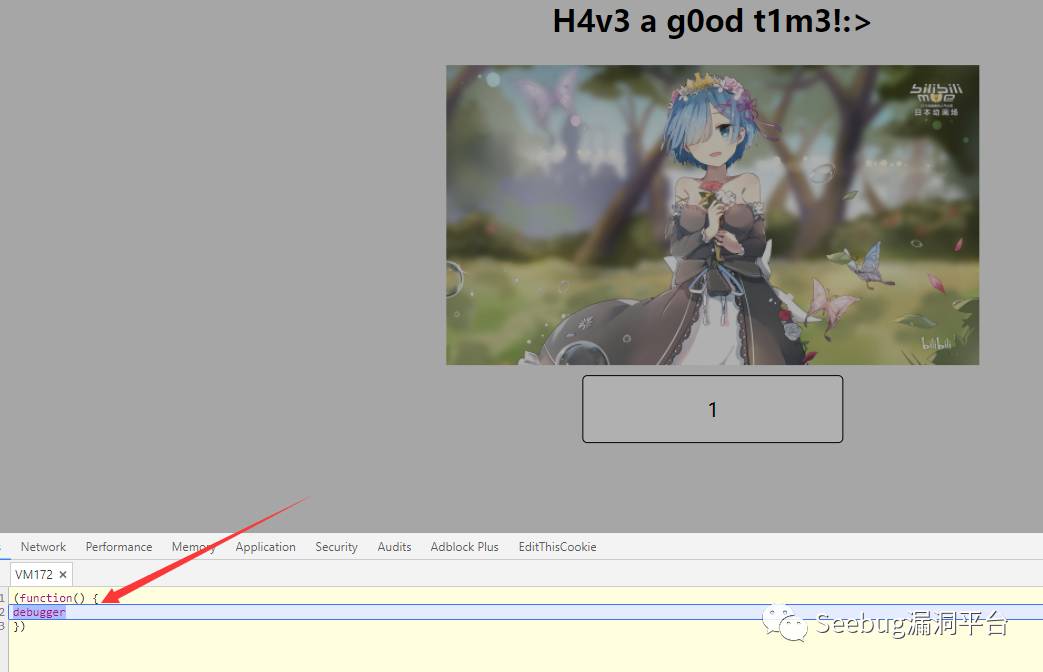 H4v3 a g0od t1m3!:>
bilibili
moe
日本动画场
bilibili
1
Network Performance Memory Application Security Audits Adblock Plus EditThisCookie
VM172 ×
1 (function() {
2 debugger
3 })
Seebug漏洞平台